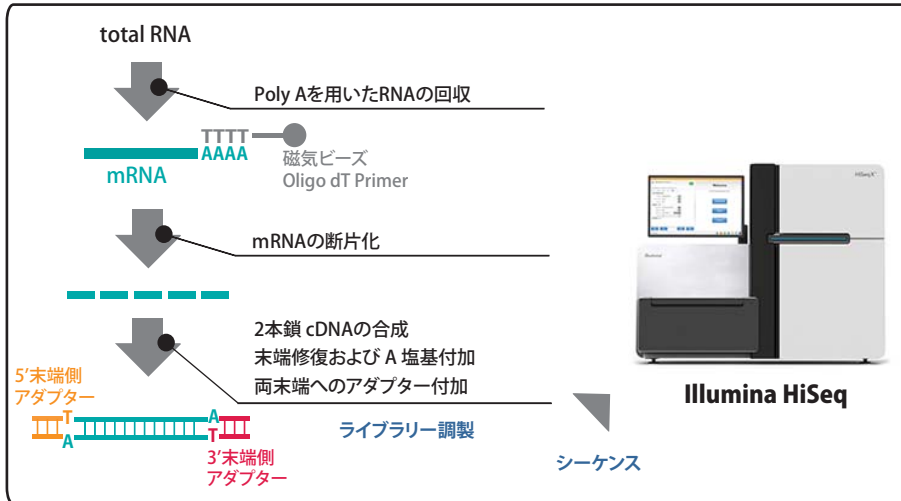 total RNA
Poly Aを用いたRNAの回収
TTTT
AAAA
磁気ビーズ
Oligo dT Primer
mRNA
mRNAの断片化
2本鎖 cDNAの合成
末端修復および A 塩基付加
両末端へのアダプター付加
5’末端側
アダプター
T
A
A
T
3’末端側
アダプター
ライブラリー調製
シーケンス
HiSeqX
Illumina HiSeq